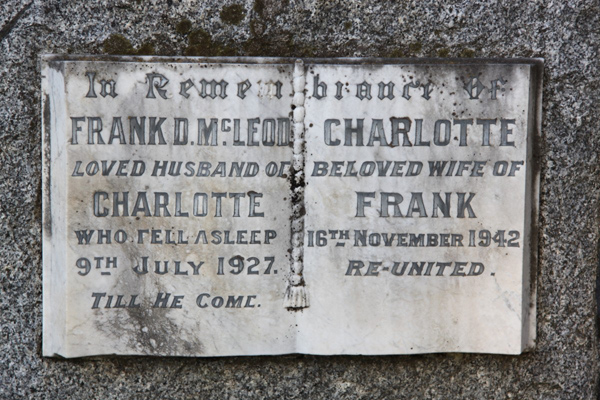 In Remembrance of
FRANK D. McLEOD
LOVED HUSBAND OF
CHARLOTTE
WHO FELL ASLEEP
9TH JULY 1927.
TILL HE COME.
CHARLOTTE
BELOVED WIFE OF
FRANK
16TH NOVEMBER 1942
RE-UNITED.